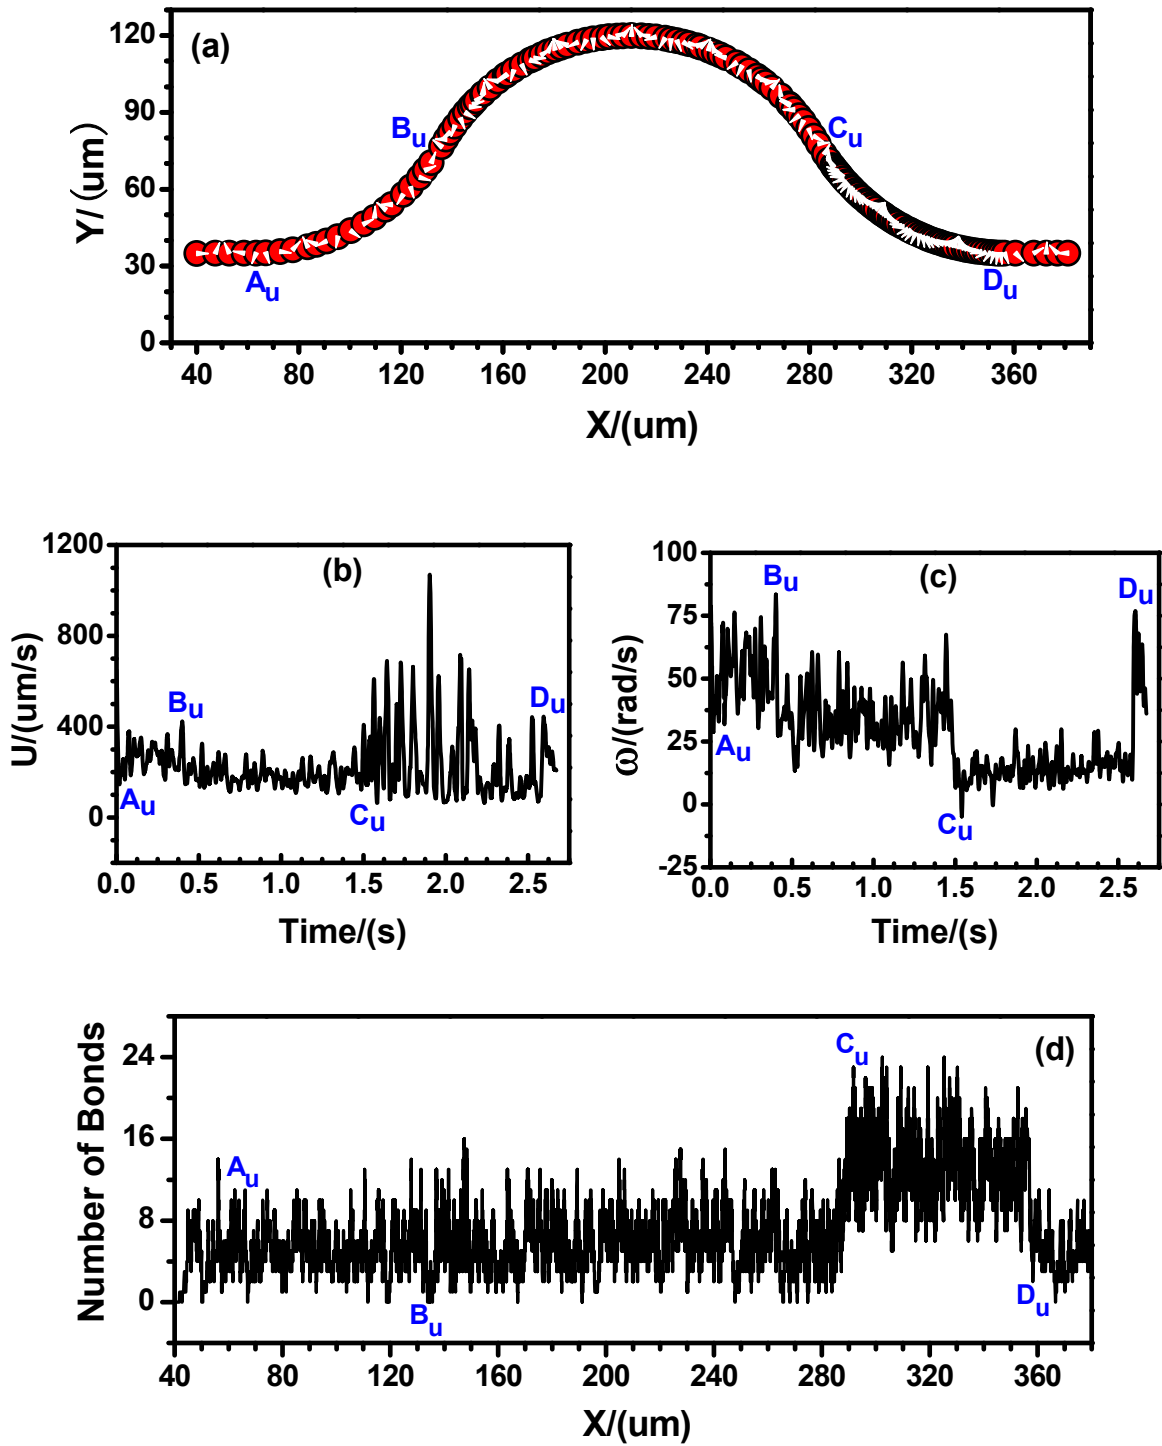 120
90
60
30
0
Y/(um)
(a)
Au
Bu
Cu
Du
40 80 120 160 200 240 280 320 360
X/(um)
1200
800
400
0
U/(um/s)
(b)
Au
Bu
Cu
Du
0.0 0.5 1.0 1.5 2.0 2.5
Time/(s)
100
75
50
25
0
-25
ω/(rad/s)
(c)
Au
Bu
Cu
Du
0.0 0.5 1.0 1.5 2.0 2.5
Time/(s)
24
16
8
0
Number of Bonds
(d)
Au
Bu
Cu
Du
40 80 120 160 200 240 280 320 360
X/(um)